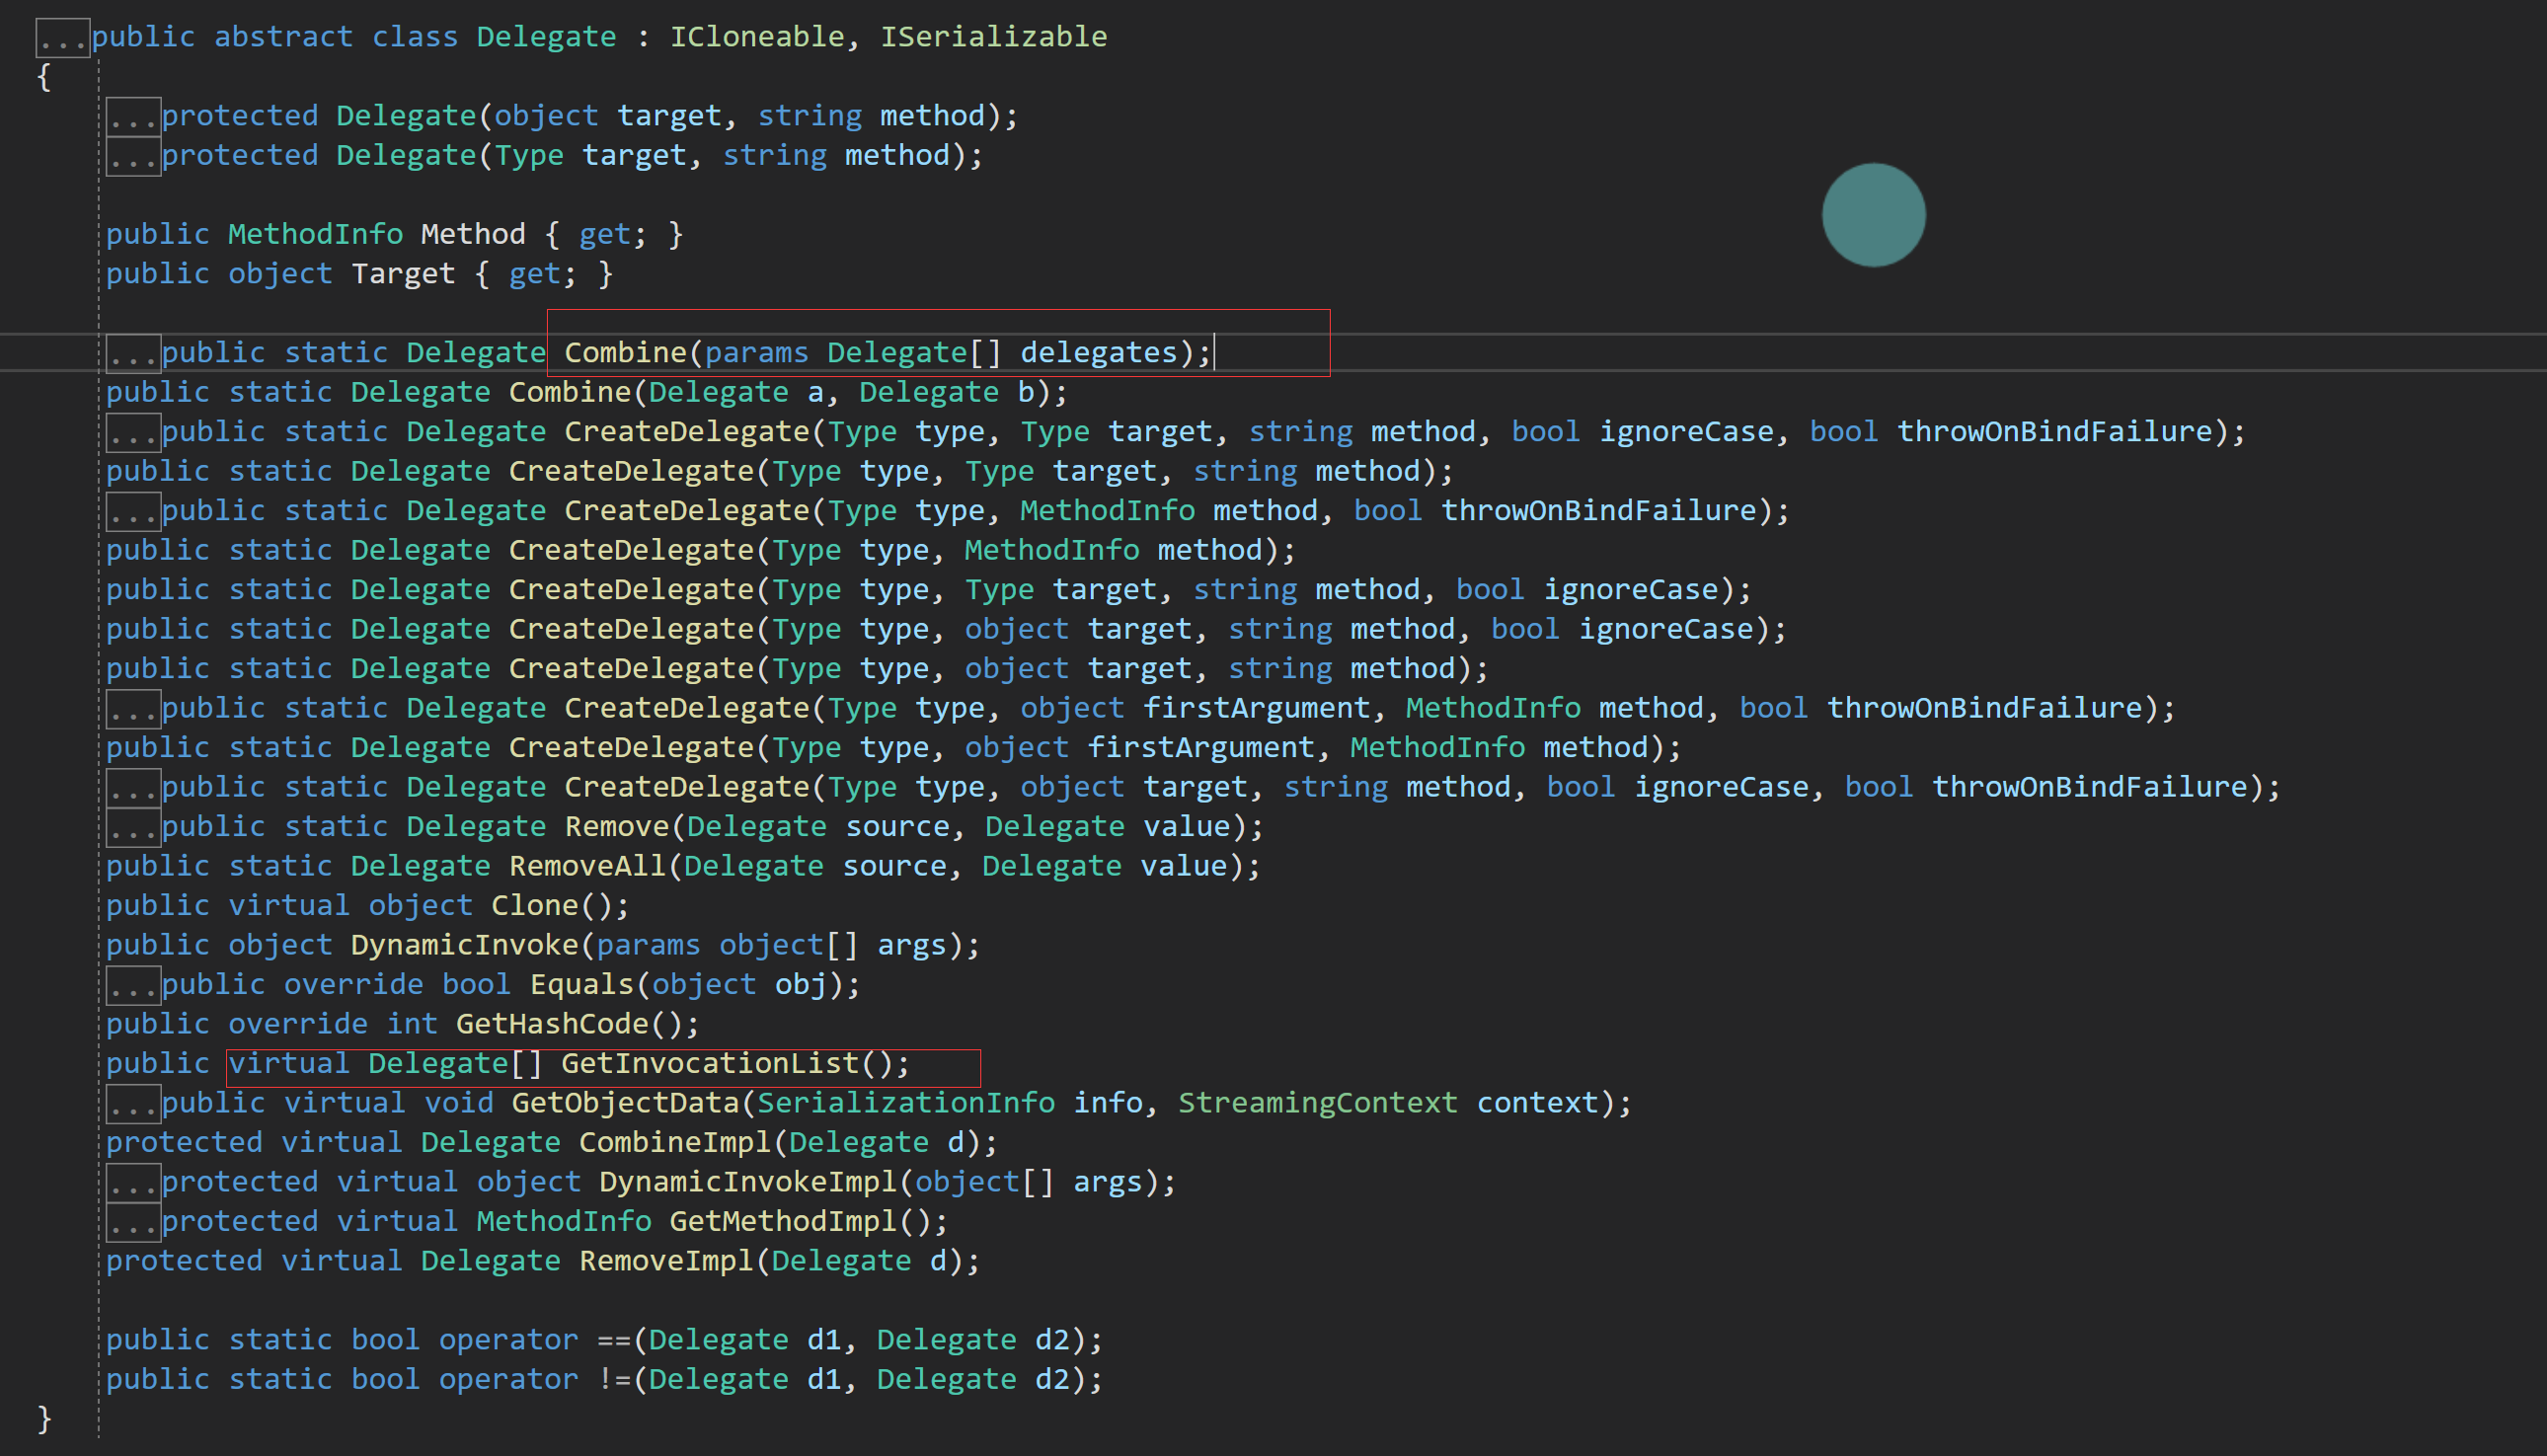 ...public abstract class Delegate : ICloneable, ISerializable
{
...protected Delegate(object target, string method);
...protected Delegate(Type target, string method);
public MethodInfo Method { get; }
public object Target { get; }
...public static Delegate Combine(params Delegate[] delegates);
public static Delegate Combine(Delegate a, Delegate b);
...public static Delegate CreateDelegate(Type type, Type target, string method, bool ignoreCase, bool throwOnBindFailure);
public static Delegate CreateDelegate(Type type, Type target, string method);
...public static Delegate CreateDelegate(Type type, MethodInfo method, bool throwOnBindFailure);
public static Delegate CreateDelegate(Type type, MethodInfo method);
public static Delegate CreateDelegate(Type type, Type target, string method, bool ignoreCase);
public static Delegate CreateDelegate(Type type, object target, string method, bool ignoreCase);
public static Delegate CreateDelegate(Type type, object target, string method);
...public static Delegate CreateDelegate(Type type, object firstArgument, MethodInfo method, bool throwOnBindFailure);
public static Delegate CreateDelegate(Type type, object firstArgument, MethodInfo method);
...public static Delegate CreateDelegate(Type type, object target, string method, bool ignoreCase, bool throwOnBindFailure);
...public static Delegate Remove(Delegate source, Delegate value);
public static Delegate RemoveAll(Delegate source, Delegate value);
public virtual object Clone();
public object DynamicInvoke(params object[] args);
...public override bool Equals(object obj);
public override int GetHashCode();
public virtual Delegate[] GetInvocationList();
...public virtual void GetObjectData(SerializationInfo info, StreamingContext context);
protected virtual Delegate CombineImpl(Delegate d);
...protected virtual object DynamicInvokeImpl(object[] args);
...protected virtual MethodInfo GetMethodImpl();
protected virtual Delegate RemoveImpl(Delegate d);
public static bool operator ==(Delegate d1, Delegate d2);
public static bool operator !=(Delegate d1, Delegate d2);
}